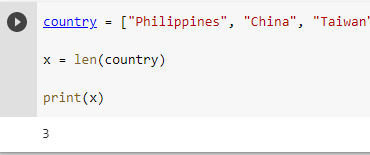 country = ["Philippines", "China", "Taiwan"
x = len(country)
print(x)
3